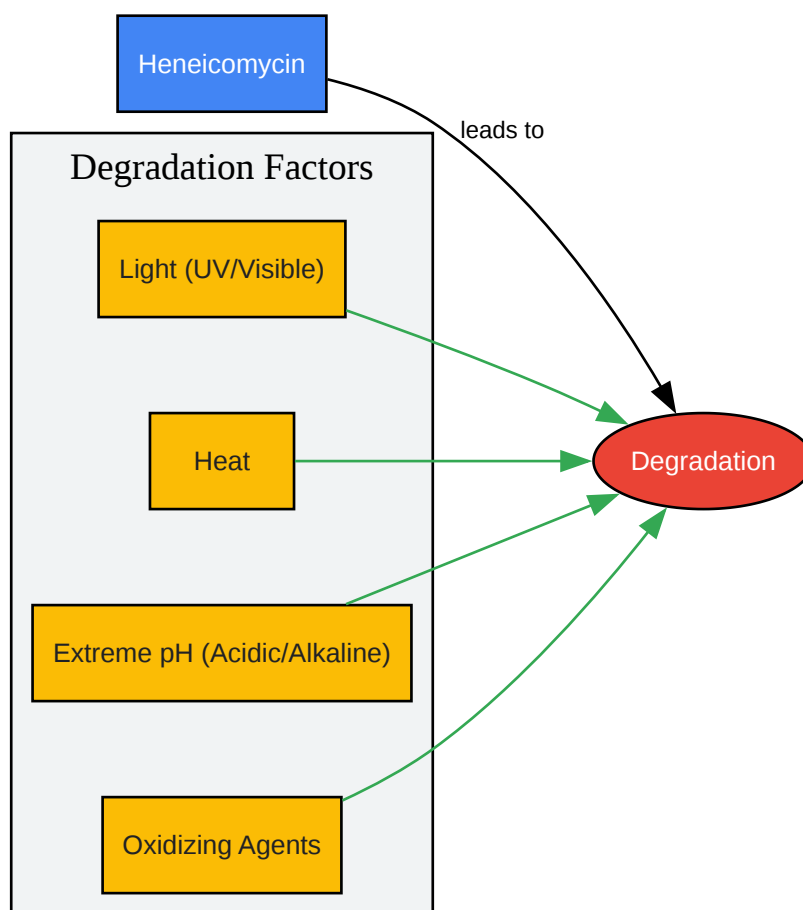 Heneicomycin
leads to
Degradation Factors
Light (UV/Visible)
Heat
Degradation
Extreme pH (Acidic/Alkaline)
Oxidizing Agents